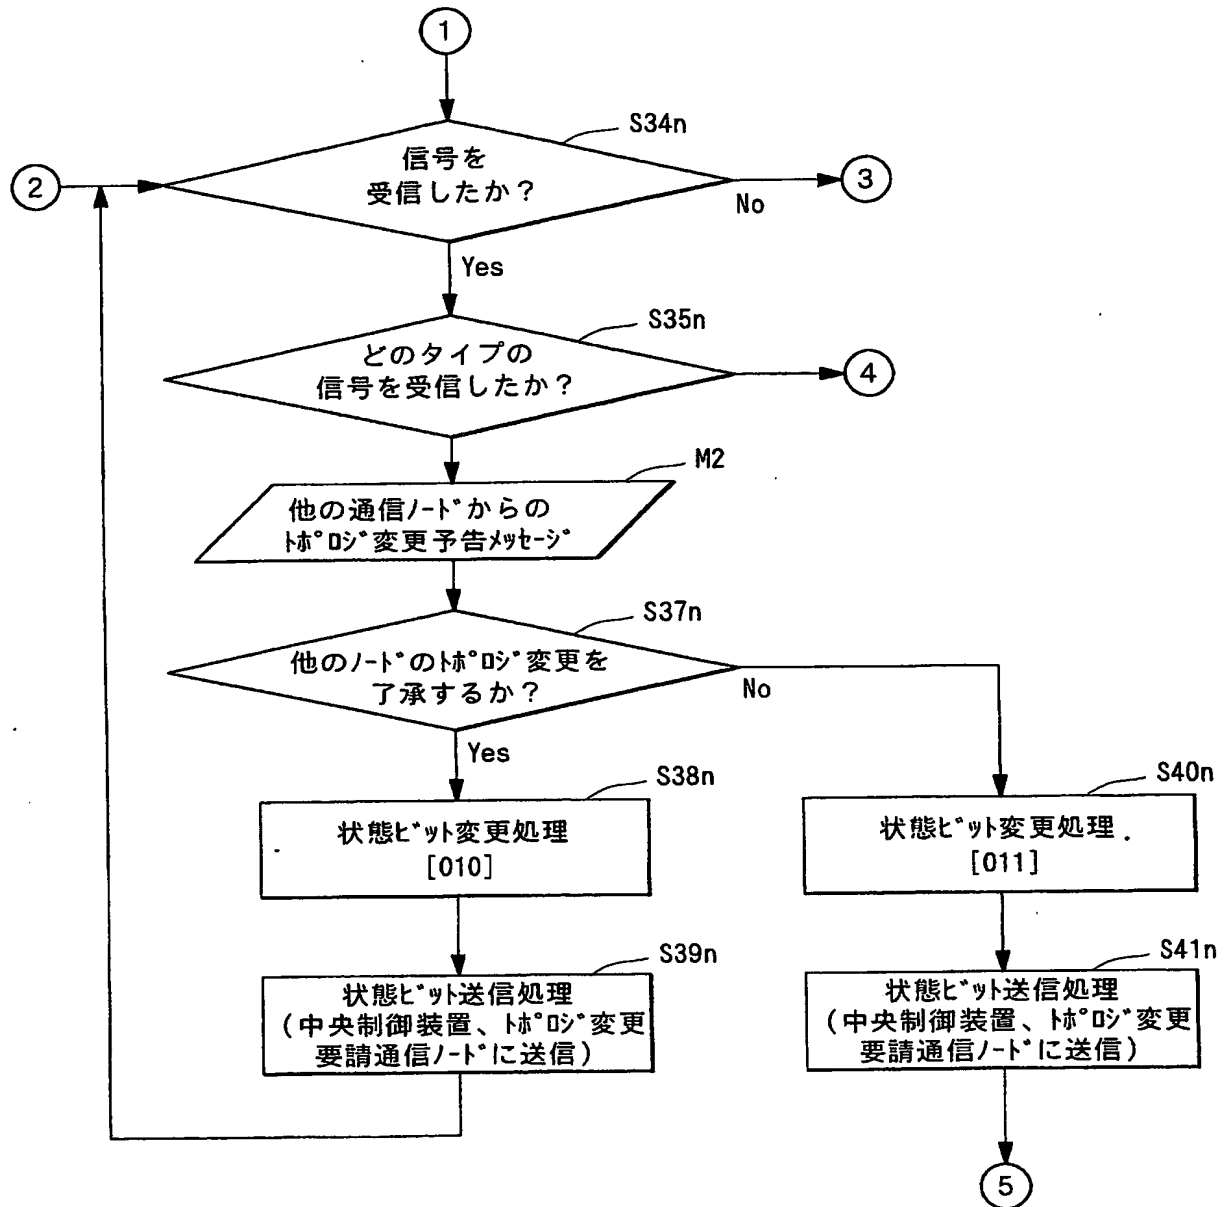 1
S34n
信号を
受信したか？
2
3
No
Yes
S35n
どのタイプの
信号を受信したか？
4
M2
他の通信ﾉｰﾄﾞからの
ﾄﾎﾟﾛｼﾞ変更予告ﾒｯｾｰｼﾞ
S37n
他のﾉｰﾄﾞのﾄﾎﾟﾛｼﾞ変更を
了承するか？
No
Yes
S38n
状態ﾋﾞｯﾄ変更処理
[010]
S40n
状態ﾋﾞｯﾄ変更処理
[011]
S39n
状態ﾋﾞｯﾄ送信処理
(中央制御装置、ﾄﾎﾟﾛｼﾞ変更
要請通信ﾉｰﾄﾞに送信)
S41n
状態ﾋﾞｯﾄ送信処理
(中央制御装置、ﾄﾎﾟﾛｼﾞ変更
要請通信ﾉｰﾄﾞに送信)
5